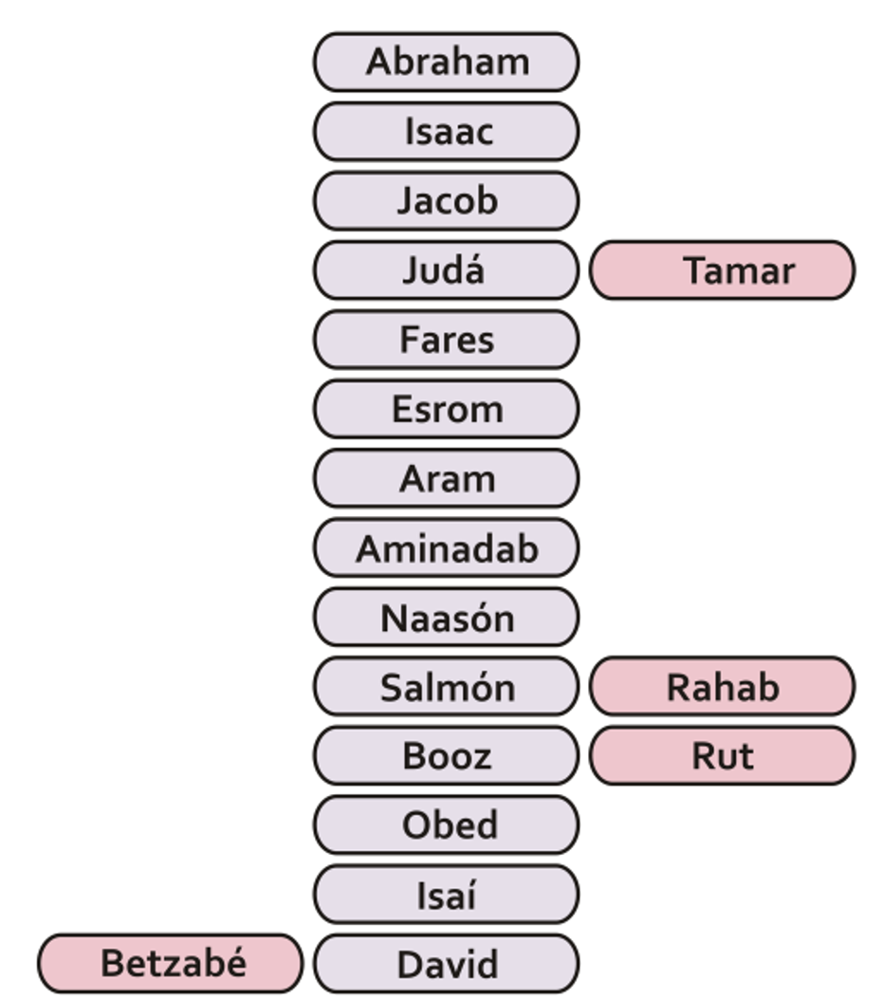 Abraham
Isaac
Jacob
Judá Tamar
Fares
Esrom
Aram
Aminadab
Naasón
Salmón Rahab
Booz Rut
Obed
Isaí
Betzabé David